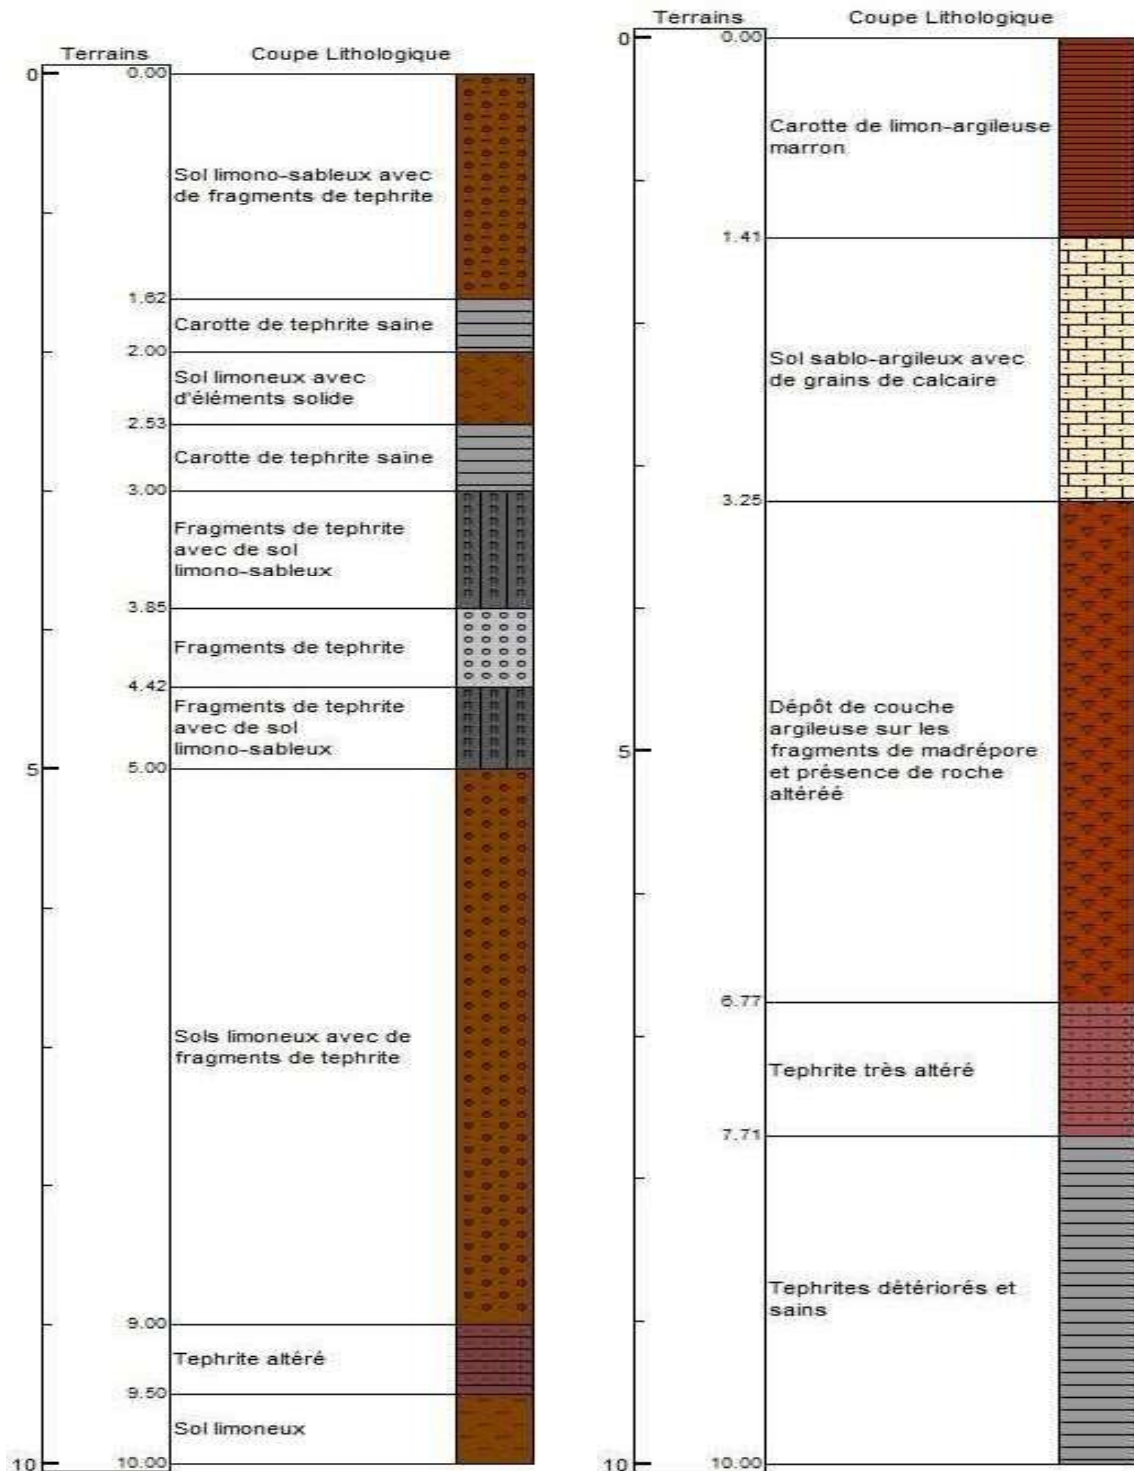 Terrains
Coupe Lithologique
0
0.00
Sol limono-sableux avec
de fragments de tephrite
1.62
Carotte de tephrite saine
2.00
Sol limoneux avec
d'éléments solide
2.53
Carotte de tephrite saine
3.00
Fragments de tephrite
avec de sol
limono-sableux
3.85
Fragments de tephrite
4.42
Fragments de tephrite
avec de sol
limono-sableux
5
5.00
Sols limoneux avec de
fragments de tephrite
9.00
Tephrite altéré
9.50
Sol limoneux
10
10.00
Terrains
Coupe Lithologique
0
0.00
Carotte de limon-argileuse
marron
1.41
Sol sablo-argileux avec
de grains de calcaire
3.25
Dépôt de couche
argileuse sur les
fragments de madrépore
et présence de roche
altéréé
5
6.77
Tephrite très altéré
7.71
Tephrites détériorés et
sains
10
10.00